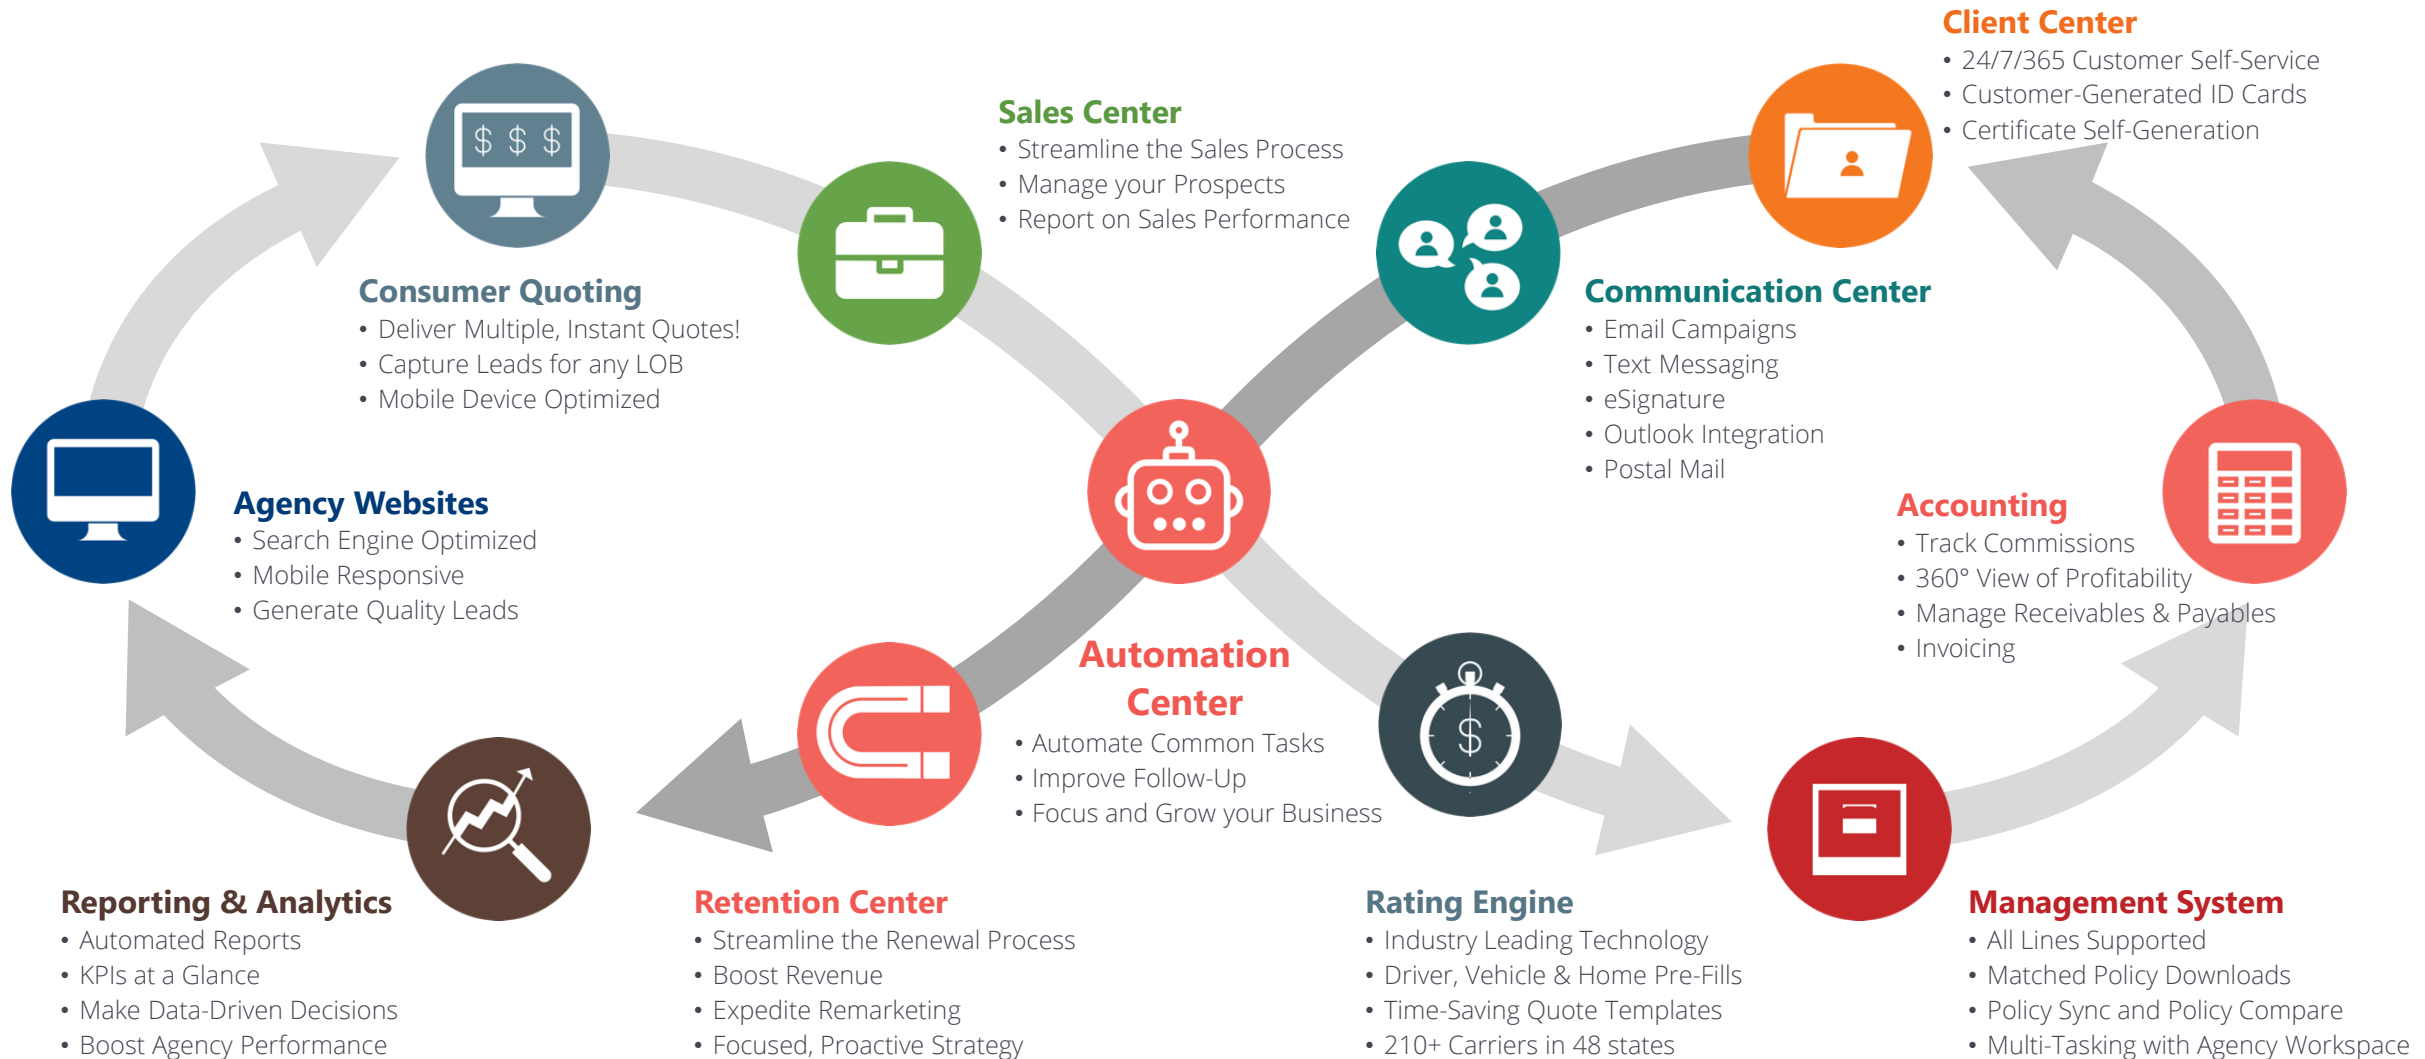 Client Center
• 24/7/365 Customer Self-Service
• Customer-Generated ID Cards
• Certificate Self-Generation
$ $ $
Sales Center
• Streamline the Sales Process
• Manage your Prospects
• Report on Sales Performance
Consumer Quoting
• Deliver Multiple, Instant Quotes!
• Capture Leads for any LOB
• Mobile Device Optimized
Communication Center
• Email Campaigns
• Text Messaging
• eSignature
• Outlook Integration
• Postal Mail
Agency Websites
• Search Engine Optimized
• Mobile Responsive
• Generate Quality Leads
Accounting
• Track Commissions
• 360° View of Profitability
• Manage Receivables & Payables
• Invoicing
Automation
Center
• Automate Common Tasks
• Improve Follow-Up
• Focus and Grow your Business
$
Reporting & Analytics
• Automated Reports
• KPIs at a Glance
• Make Data-Driven Decisions
• Boost Agency Performance
Retention Center
• Streamline the Renewal Process
• Boost Revenue
• Expedite Remarketing
• Focused, Proactive Strategy
Rating Engine
• Industry Leading Technology
• Driver, Vehicle & Home Pre-Fills
• Time-Saving Quote Templates
• 210+ Carriers in 48 states
Management System
• All Lines Supported
• Matched Policy Downloads
• Policy Sync and Policy Compare
• Multi-Tasking with Agency Workspace